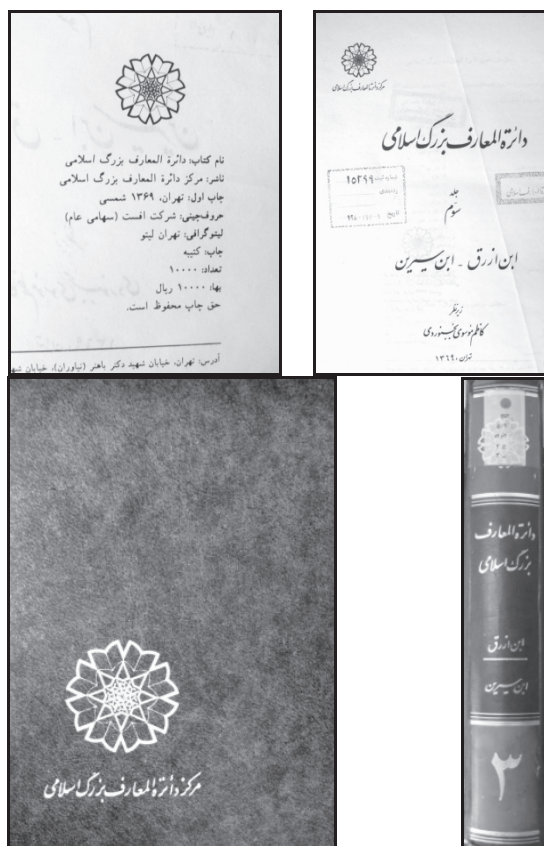 نام کتاب: دائرة المعارف بزرگ اسلامی
ناشر: مرکز دائرة المعارف بزرگ اسلامی
چاپ اول: تهران، ۱۳۶۹ شمسی
حروف‌چینی: شرکت افست (سهامی عام)
لیتوگرافی: تهران لیتو
چاپ: کتیبه
تعداد: ۱۰۰۰۰
بها: ۱۰۰۰۰ ریال
حق چاپ محفوظ است.
آدرس: تهران، خیابان شهید دکتر باهنر (نیاوران)، خیابان
مرکز دائرة المعارف بزرگ اسلامی
دائرة المعارف بزرگ اسلامی
۱۵۲۹۹
جلد
سوم
ابن ازرق - ابن سیرین
زیر نظر
کاظم موسوی بجنوردی
تهران، ۱۳۶۹
مرکز دائرة المعارف بزرگ اسلامی
دائرة المعارف
بزرگ اسلامی
ابن ازرق
ابن سیرین
۳